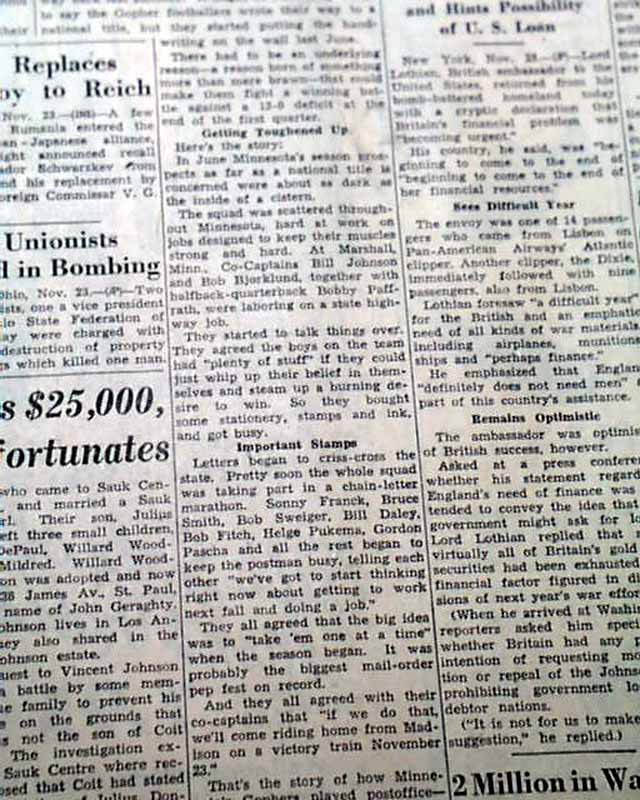 Replaces
oy to Reich
Nov. 23.—(INS)—A few
Rumania entered the
an-Japanese alliance,
ight announced recall
ador Schwarskev from
nd his replacement by
oreign Commissar V. G.
Unionists
d in Bombing
Ohio, Nov. 23.—(AP)—Two
ists, one a vice president
io State Federation of
ay were charged with
destruction of property
gs which killed one man.
s $25,000,
Fortunates
who came to Sauk Cen-
and married a Sauk
rl. Their son, Julius
eft three small children,
DePaul, Willard Wood-
Mildred. Willard Wood-
on was adopted and now
36 James Av., St. Paul,
name of John Geraghty.
ohnson lives in Los An-
ey also shared in the
ohnson estate.
uest to Vincent Johnson
a battle by some mem-
e family to prevent his
e on the grounds that
s not the son of Coit
The investigation ex-
Sauk Centre where rec-
osed that Coit had stated
of Julius Don-
to say the Gopher footballers wrote their way to a
national title, but they started putting the hand-
writing on the wall last June.
There had to be an underlying
reason—a reason born of something
more than mere brawn—that could
make them fight a winning bat-
tle against a 13-0 deficit at the
end of the first quarter.
Getting Toughened Up
Here's the story:
In June Minnesota's season pros-
pects as far as a national title is
concerned were about as dark as
the inside of a cistern.
The squad was scattered through-
out Minnesota, hard at work on
jobs designed to keep their muscles
strong and hard. At Marshall,
Minn., Co-Captains Bill Johnson
and Bob Bjorklund, together with
halfback-quarterback Bobby Paff-
rath, were laboring on a state high-
way job.
They started to talk things over.
They agreed the boys on the team
had "plenty of stuff" if they could
just whip up their belief in them-
selves and steam up a burning de-
sire to win. So they bought
some stationery, stamps and ink,
and got busy.
Important Stamps
Letters began to criss-cross the
state. Pretty soon the whole squad
was taking part in a chain-letter
marathon. Sonny Franck, Bruce
Smith, Bob Sweiger, Bill Daley,
Bob Fitch, Helge Pukema, Gordon
Pascha and all the rest began to
keep the postman busy, telling each
other "we've got to start thinking
right now about getting to work
next fall and doing a job."
They all agreed that the big idea
was to "take 'em one at a time"
when the season began. It was
probably the biggest mail-order
pep fest on record.
And they all agreed with their
co-captains that "if we do that,
we'll come riding home from Mad-
ison on a victory train November
23."
That's the story of how Minne-
Gophers played postoffice—
and Hints Possibility
of U. S. Loan
New York, Nov. 23.—(P)—Lord
Lothian, British ambassador to the
United States, returned from his
bomb-battered homeland today
with a cryptic declaration that
Britain's financial problem was
"becoming urgent."
His country, he said, was "be-
ginning to come to the end of
"beginning to come to the end of
her financial resources."
Sees Difficult Year
The envoy was one of 14 passen-
gers who came from Lisbon on
Pan-American Airways' Atlantic
clipper. Another clipper, the Dixie,
immediately followed with nine
passengers, also from Lisbon.
Lothian foresaw "a difficult year
for the British and an emphatic
need of all kinds of war materials
including airplanes, munitions
ships and "perhaps finance."
He emphasized that England
"definitely does not need men"
part of this country's assistance.
Remains Optimistic
The ambassador was optimis
of British success, however.
Asked at a press conferen
whether his statement regard
England's need of finance was
tended to convey the idea that
government might ask for l
Lord Lothian replied that
virtually all of Britain's gold
securities had been exhausted
financial factor figured in d
sions of next year's war effor
(When he arrived at Washin
reporters asked him speci
whether Britain had any p
intention of requesting mo
tion or repeal of the Johnso
prohibiting government lo
debtor nations.
("It is not for us to make
suggestion," he replied.)
2 Million in Wa